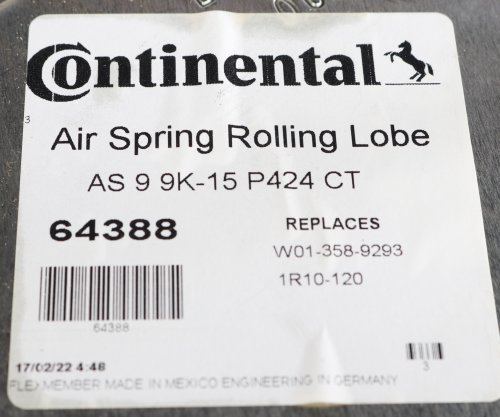 Continental
3
Air Spring Rolling Lobe
AS 9 9K-15 P424 CT
64388
REPLACES
W01-358-9293
1R10-120
64388
3
17/02/22 4:48
FLEX MEMBER MADE IN MEXICO ENGINEERING IN GERMANY